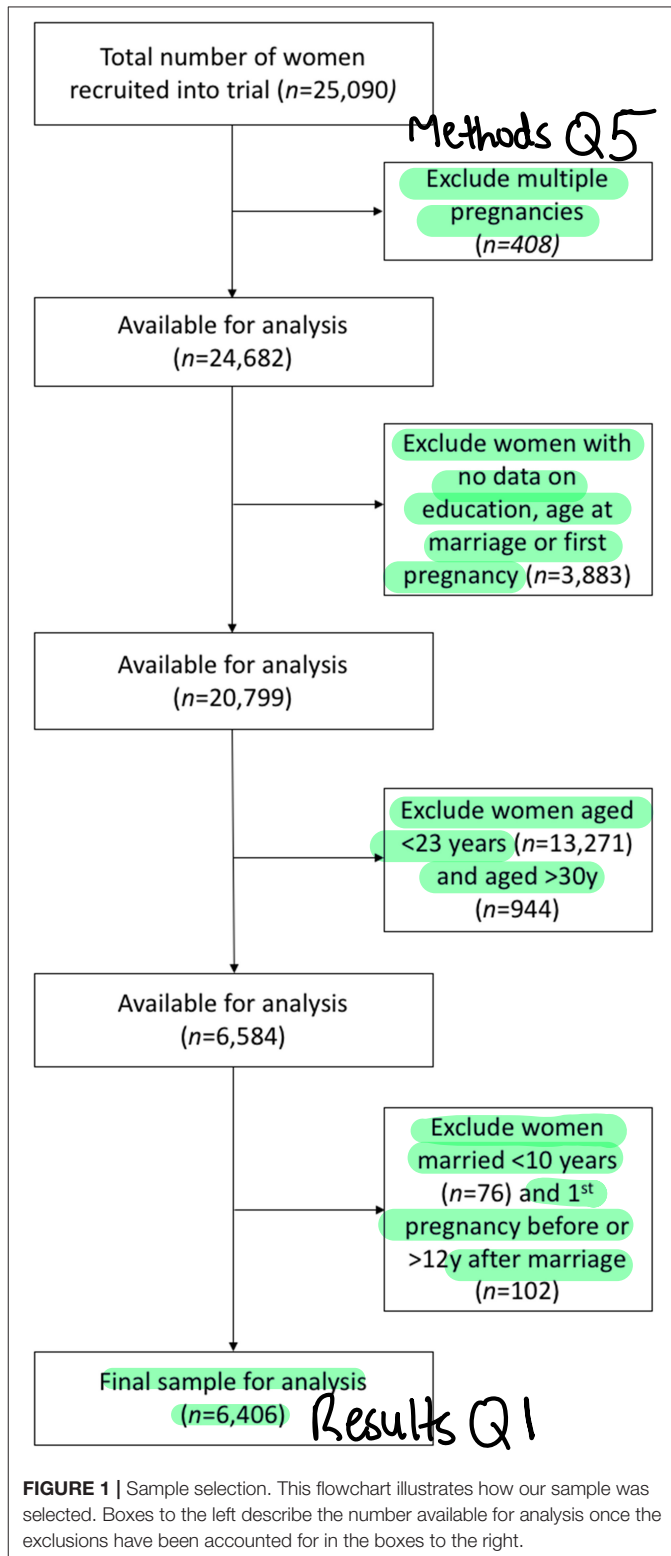 Total number of women
recruited into trial (n=25,090)
Methods Q5
Exclude multiple
pregnancies
(n=408)
Available for analysis
(n=24,682)
Exclude women with
no data on
education, age at
marriage or first
pregnancy (n=3,883)
Available for analysis
(n=20,799)
Exclude women aged
<23 years (n=13,271)
and aged >30y
(n=944)
Available for analysis
(n=6,584)
Exclude women
married <10 years
(n=76) and 1st
pregnancy before or
>12y after marriage
(n=102)
Final sample for analysis
(n=6,406)
Results Q1
FIGURE 1 | Sample selection. This flowchart illustrates how our sample was
selected. Boxes to the left describe the number available for analysis once the
exclusions have been accounted for in the boxes to the right.